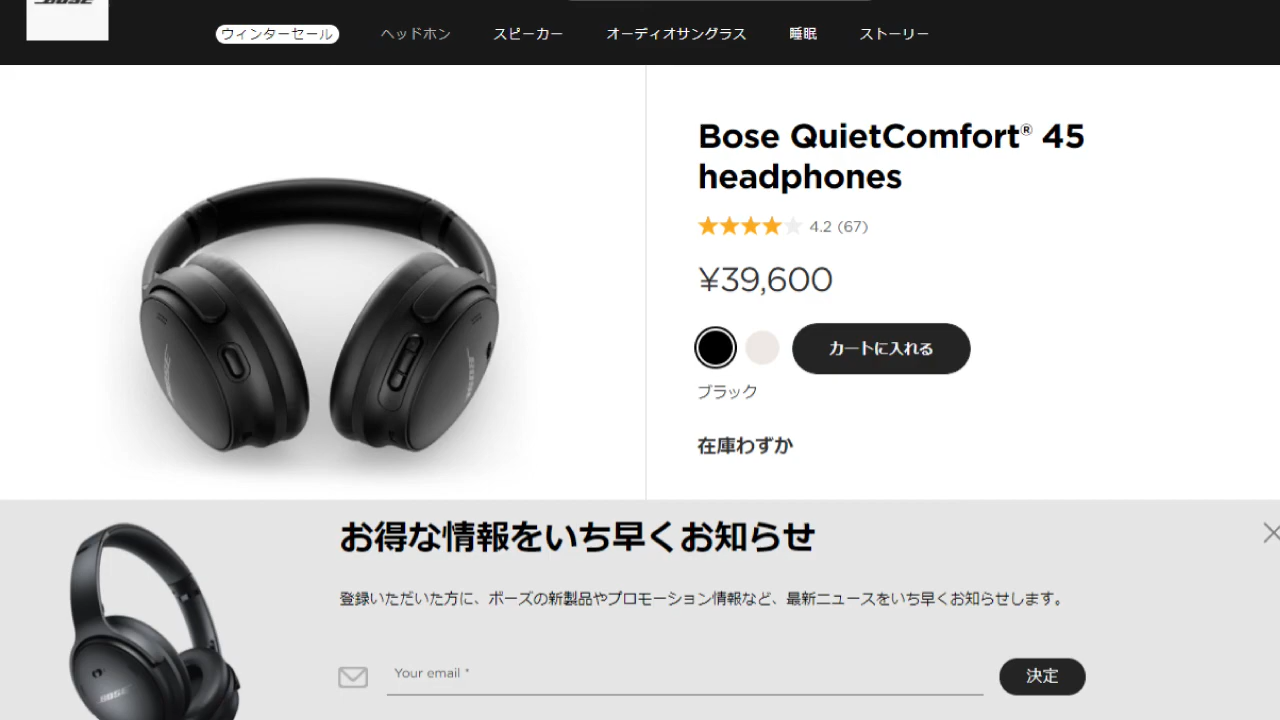 BOSE
ウィンターセール ヘッドホン スピーカー オーディオサングラス 睡眠 ストーリー
Bose QuietComfort® 45
headphones
4.2 (67)
¥39,600
カートに入れる
ブラック
在庫わずか
BOSE
BOSE
お得な情報をいち早くお知らせ
登録いただいた方に、ボーズの新製品やプロモーション情報など、最新ニュースをいち早くお知らせします。
Your email *
決定
BOSE